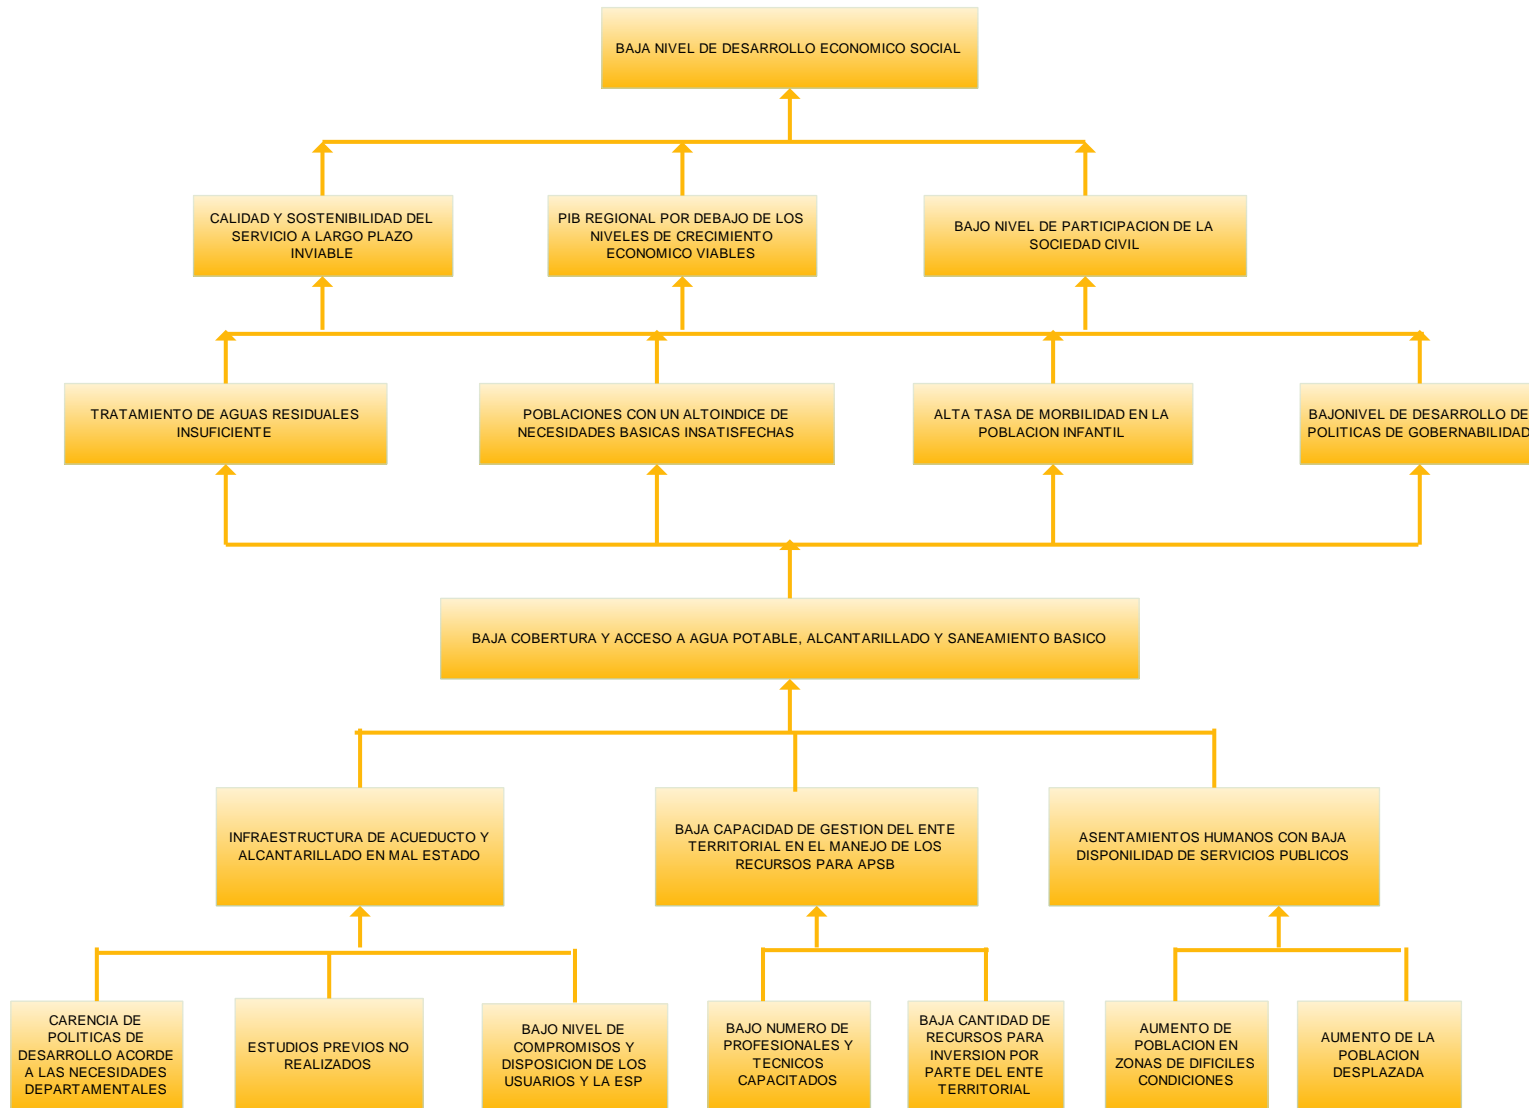 BAJA NIVEL DE DESARROLLO ECONOMICO SOCIAL
CALIDAD Y SOSTENIBILIDAD DEL
SERVICIO A LARGO PLAZO
INVIABLE
PIB REGIONAL POR DEBAJO DE LOS
NIVELES DE CRECIMIENTO
ECONOMICO VIABLES
BAJO NIVEL DE PARTICIPACION DE LA
SOCIEDAD CIVIL
TRATAMIENTO DE AGUAS RESIDUALES
INSUFICIENTE
POBLACIONES CON UN ALTOINDICE DE
NECESIDADES BASICAS INSATISFECHAS
ALTA TASA DE MORBILIDAD EN LA
POBLACION INFANTIL
BAJONIVEL DE DESARROLLO DE
POLITICAS DE GOBERNABILIDAD
BAJA COBERTURA Y ACCESO A AGUA POTABLE, ALCANTARILLADO Y SANEAMIENTO BASICO
INFRAESTRUCTURA DE ACUEDUCTO Y
ALCANTARILLADO EN MAL ESTADO
BAJA CAPACIDAD DE GESTION DEL ENTE
TERRITORIAL EN EL MANEJO DE LOS
RECURSOS PARA APSB
ASENTAMIENTOS HUMANOS CON BAJA
DISPONILIDAD DE SERVICIOS PUBLICOS
CARENCIA DE
POLITICAS DE
DESARROLLO ACORDE
A LAS NECESIDADES
DEPARTAMENTALES
ESTUDIOS PREVIOS NO
REALIZADOS
BAJO NIVEL DE
COMPROMISOS Y
DISPOSICION DE LOS
USUARIOS Y LA ESP
BAJO NUMERO DE
PROFESIONALES Y
TECNICOS
CAPACITADOS
BAJA CANTIDAD DE
RECURSOS PARA
INVERSION POR
PARTE DEL ENTE
TERRITORIAL
AUMENTO DE
POBLACION EN
ZONAS DE DIFICILES
CONDICIONES
AUMENTO DE LA
POBLACION
DESPLAZADA